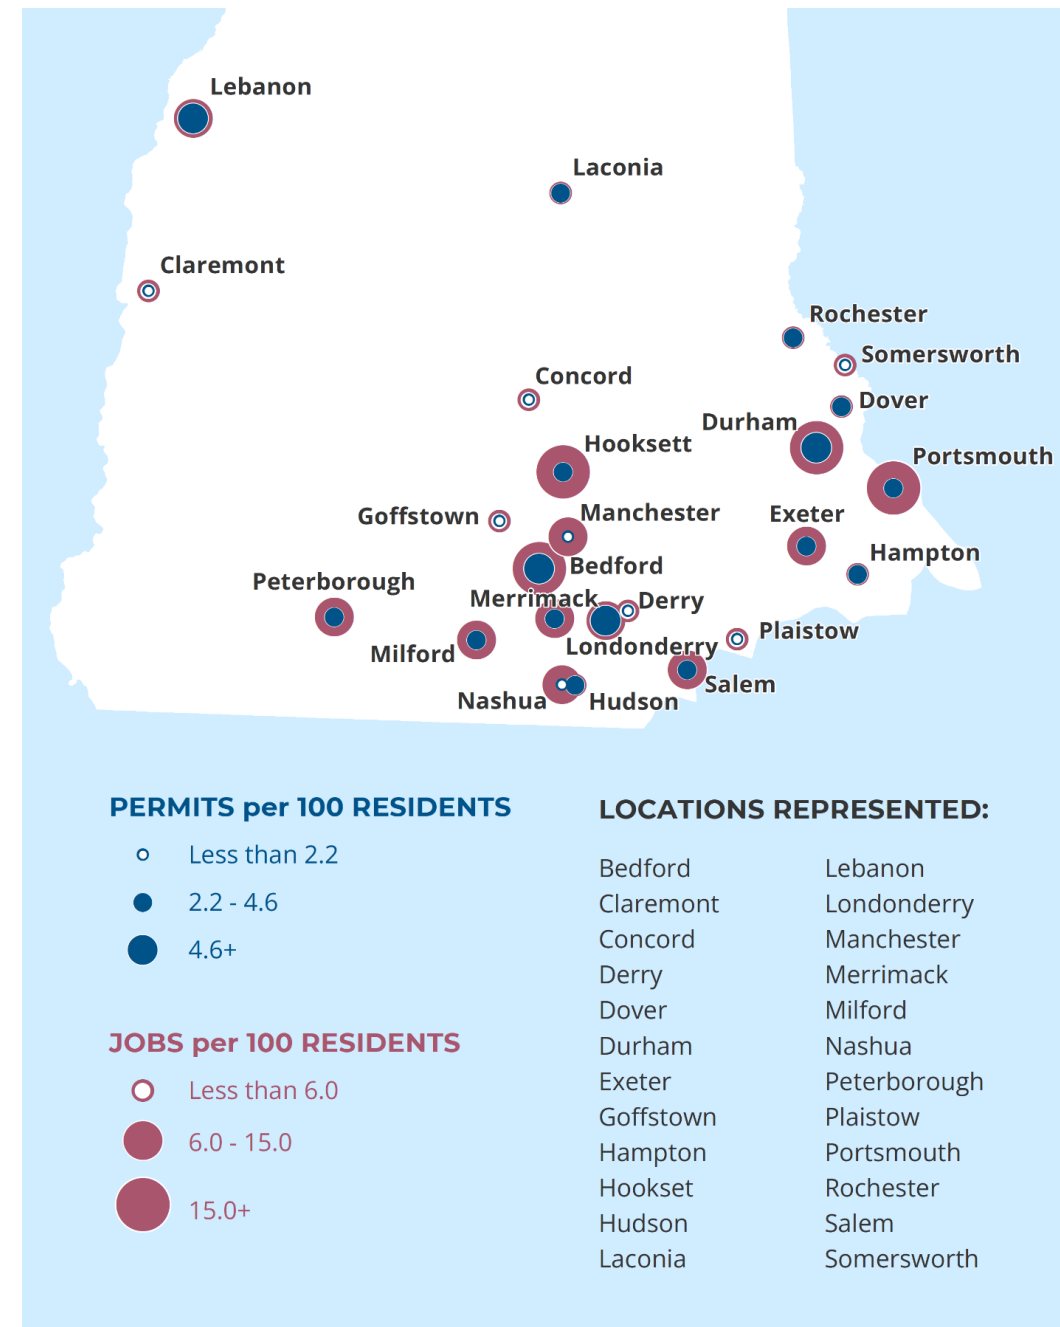 Lebanon
Laconia
Claremont
Rochester
Somersworth
Concord
Dover
Durham
Hooksett
Portsmouth
Goffstown
Manchester
Exeter
Hampton
Bedford
Peterborough
Merrimack
Derry
Plaistow
Londonderry
Milford
Salem
Nashua
Hudson
PERMITS per 100 RESIDENTS
Less than 2.2
2.2 - 4.6
4.6+
JOBS per 100 RESIDENTS
Less than 6.0
6.0 - 15.0
15.0+
LOCATIONS REPRESENTED:
Bedford
Claremont
Concord
Derry
Dover
Durham
Exeter
Goffstown
Hampton
Hookset
Hudson
Laconia
Lebanon
Londonderry
Manchester
Merrimack
Milford
Nashua
Peterborough
Plaistow
Portsmouth
Rochester
Salem
Somersworth